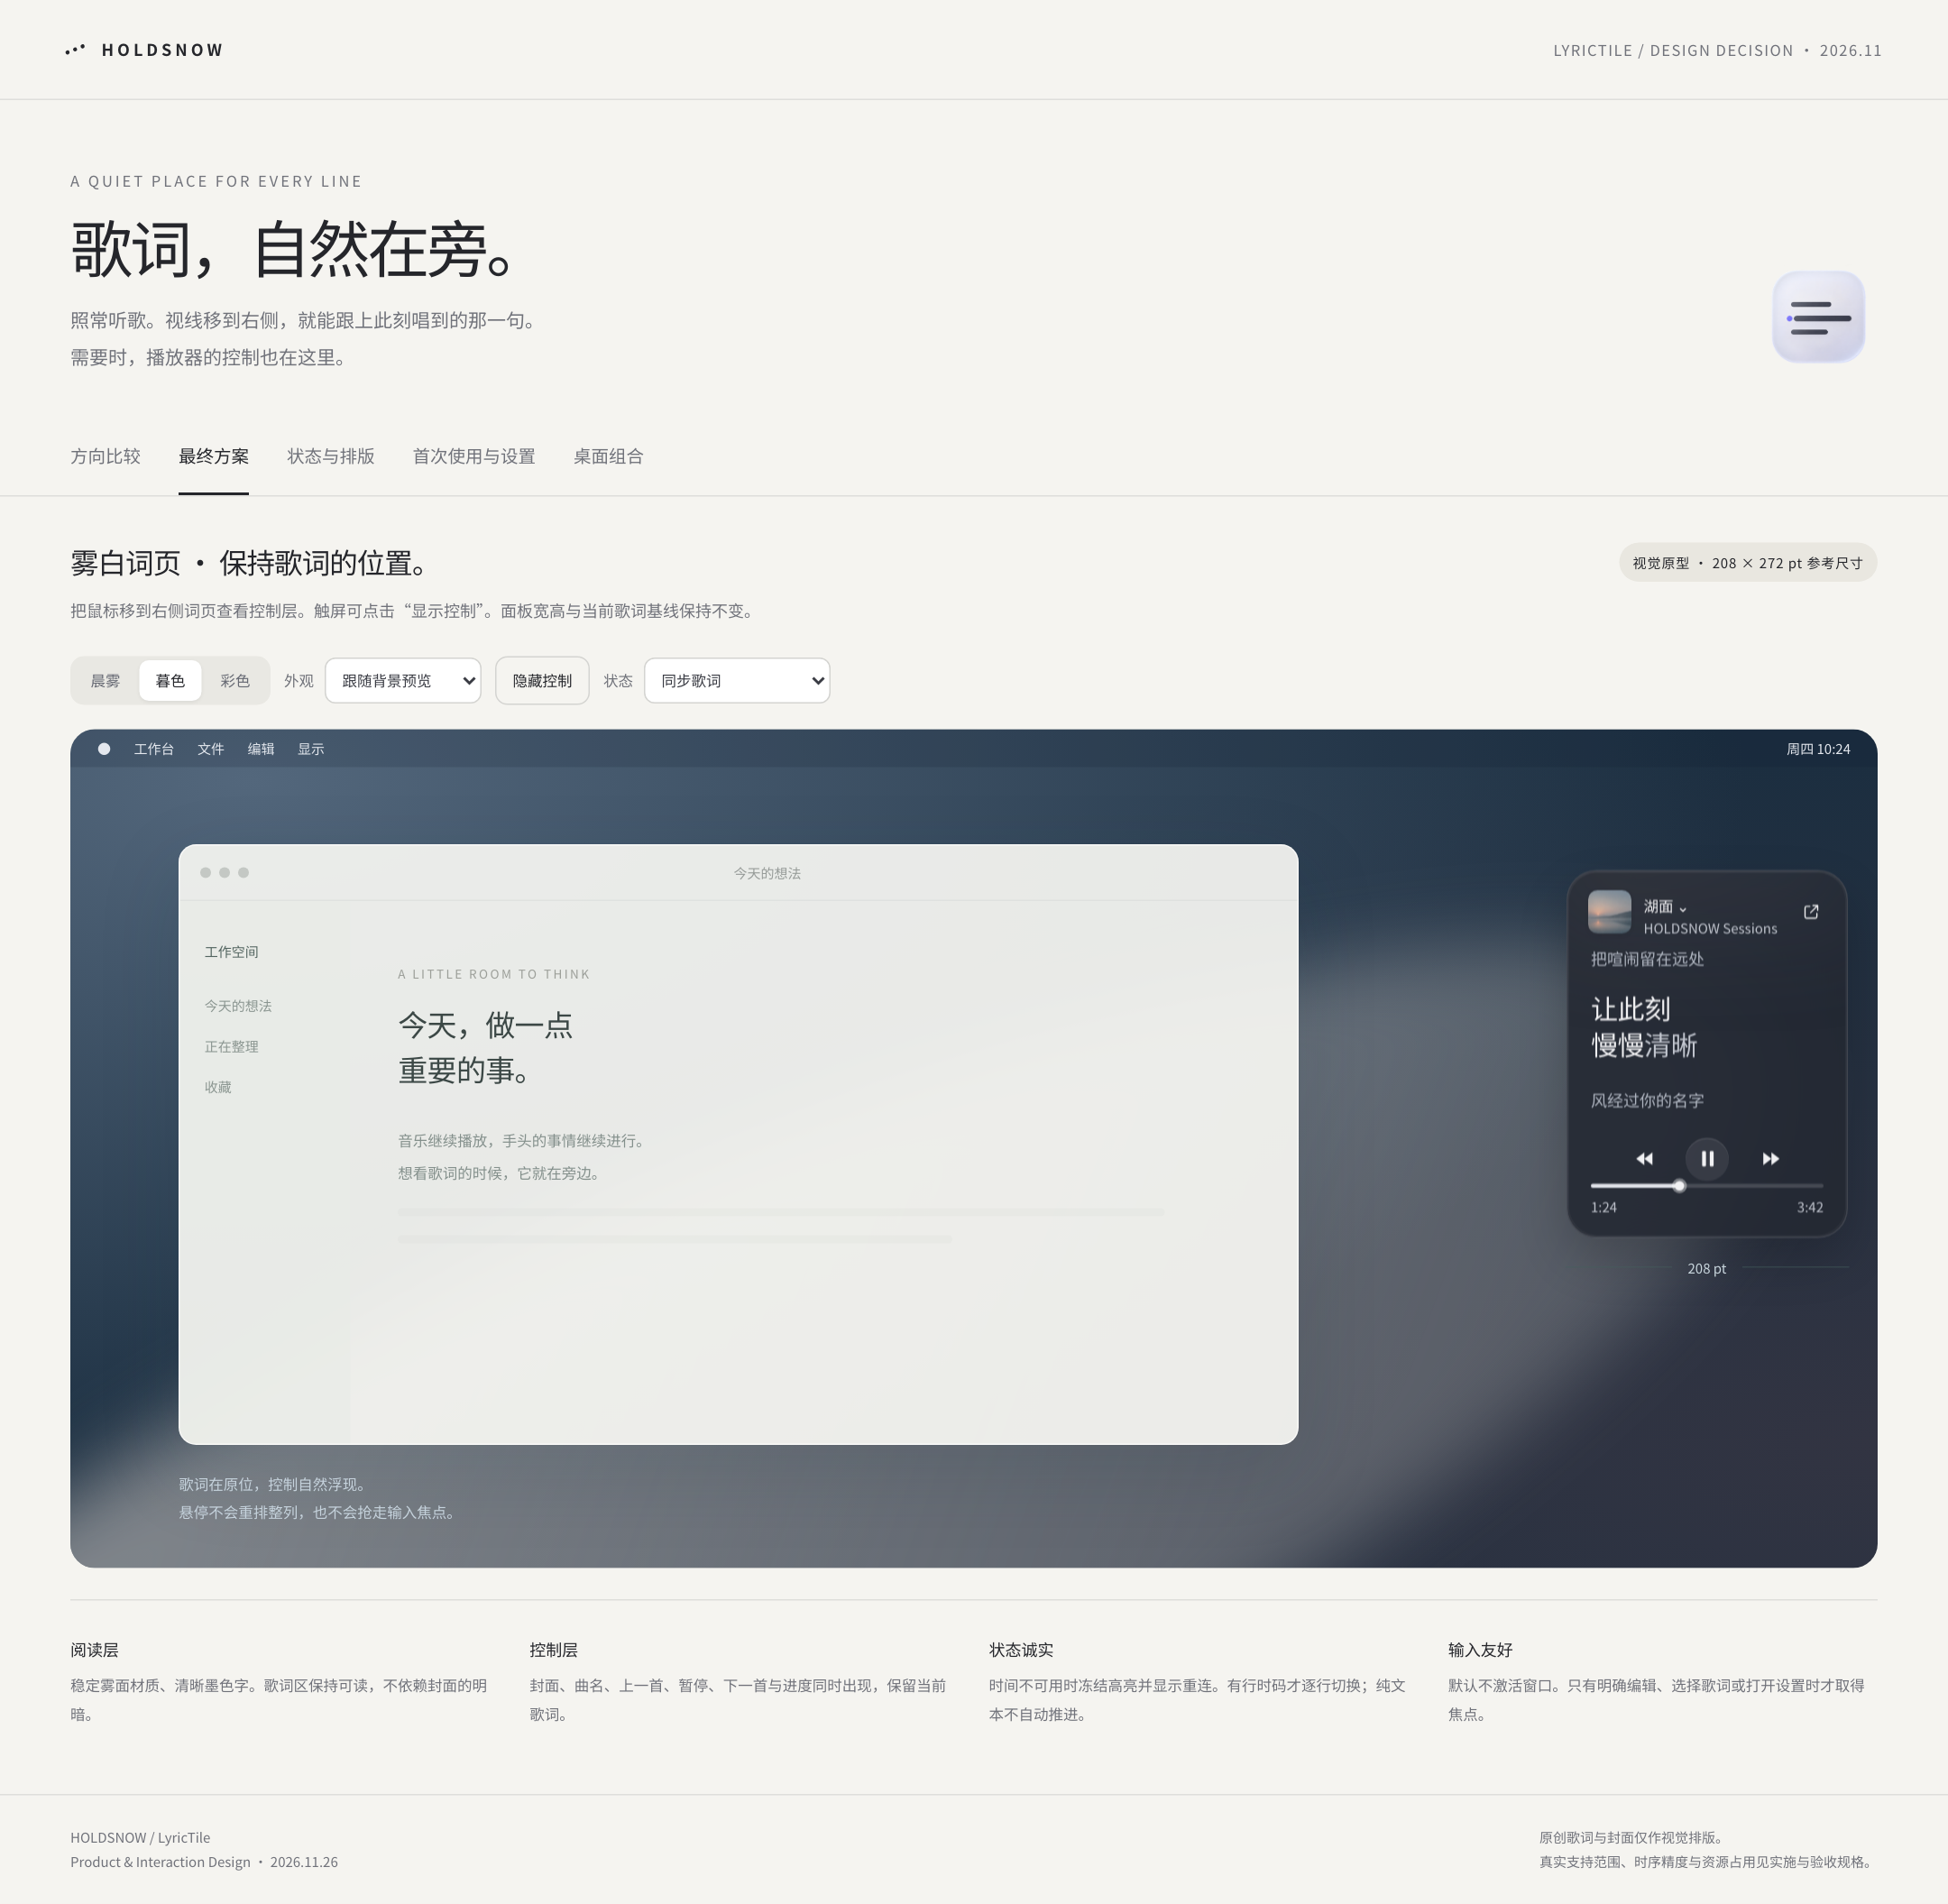 HOLDSNOW
LYRICTILE / DESIGN DECISION · 2026.11
A QUIET PLACE FOR EVERY LINE
歌词，自然在旁。
照常听歌。视线移到右侧，就能跟上此刻唱到的那一句。
需要时，播放器的控制也在这里。
方向比较 最终方案 状态与排版 首次使用与设置 桌面组合
雾白词页 · 保持歌词的位置。
视觉原型 · 208 × 272 pt 参考尺寸
把鼠标移到右侧词页查看控制层。触屏可点击“显示控制”。面板宽高与当前歌词基线保持不变。
晨雾 暮色 彩色 外观 跟随背景预览 隐藏控制 状态 同步歌词
工作台 文件 编辑 显示
周四 10:24
今天的想法
工作空间
今天的想法
正在整理
收藏
A LITTLE ROOM TO THINK
今天，做一点
重要的事。
音乐继续播放，手头的事情继续进行。
想看歌词的时候，它就在旁边。
湖面
HOLDSNOW Sessions
把喧闹留在远处
让此刻
慢慢清晰
风经过你的名字
1:24 3:42
208 pt
歌词在原位，控制自然浮现。
悬停不会重排整列，也不会抢走输入焦点。
阅读层
稳定雾面材质、清晰墨色字。歌词区保持可读，不依赖封面的明
暗。
控制层
封面、曲名、上一首、暂停、下一首与进度同时出现，保留当前
歌词。
状态诚实
时间不可用时冻结高亮并显示重连。有行时码才逐行切换；纯文
本不自动推进。
输入友好
默认不激活窗口。只有明确编辑、选择歌词或打开设置时才取得
焦点。
HOLDSNOW / LyricTile
Product & Interaction Design · 2026.11.26
原创歌词与封面仅作视觉排版。
真实支持范围、时序精度与资源占用见实施与验收规格。